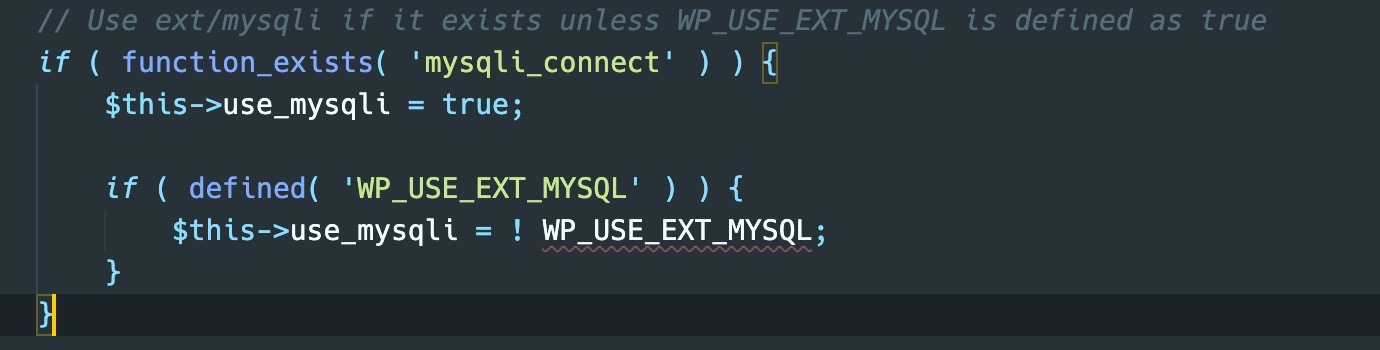 // Use ext/mysqli if it exists unless WP_USE_EXT_MYSQL is defined as true
if ( function_exists( 'mysqli_connect' ) ) {
$this->use_mysqli = true;
if ( defined( 'WP_USE_EXT_MYSQL' ) ) {
$this->use_mysqli = ! WP_USE_EXT_MYSQL;
}
}